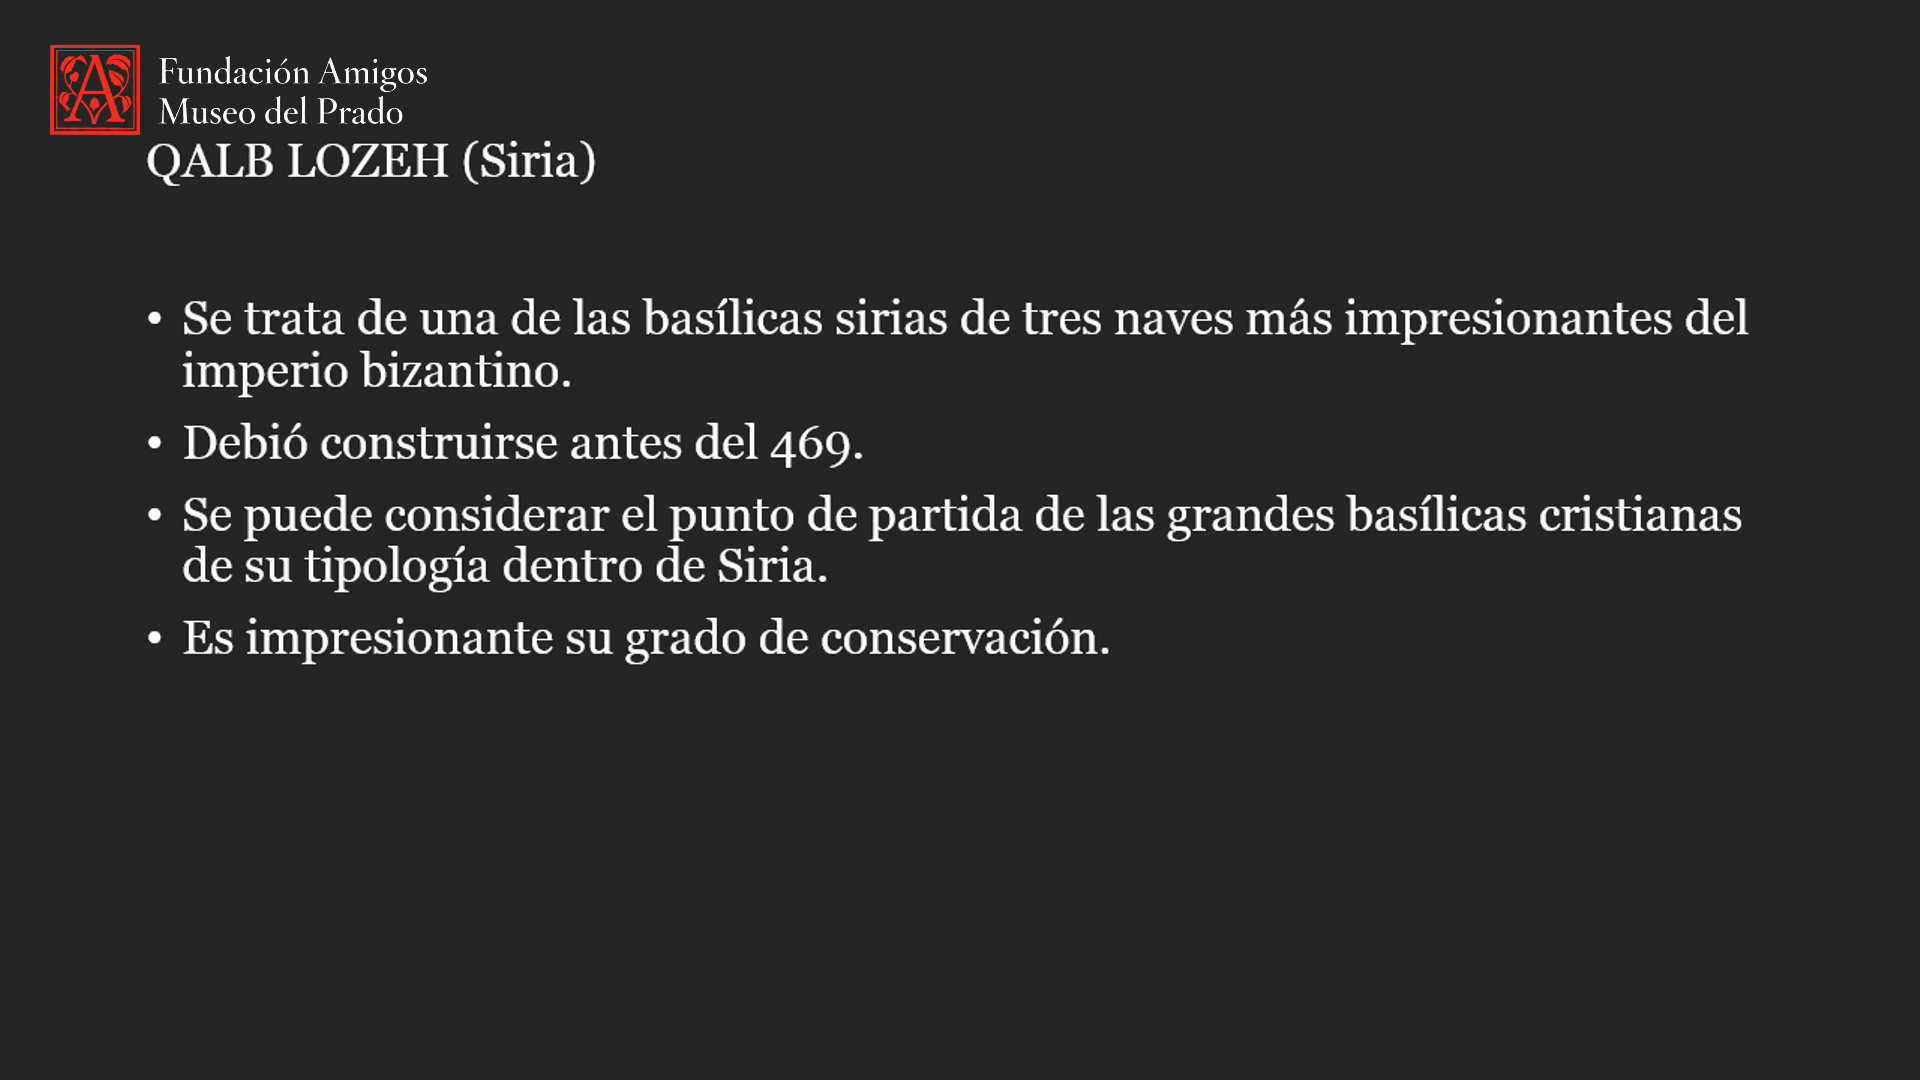 Fundación Amigos
Museo del Prado
QALB LOZEH (Siria)
• Se trata de una de las basílicas sirias de tres naves más impresionantes del
imperio bizantino.
• Debió construirse antes del 469.
• Se puede considerar el punto de partida de las grandes basílicas cristianas
de su tipología dentro de Siria.
• Es impresionante su grado de conservación.